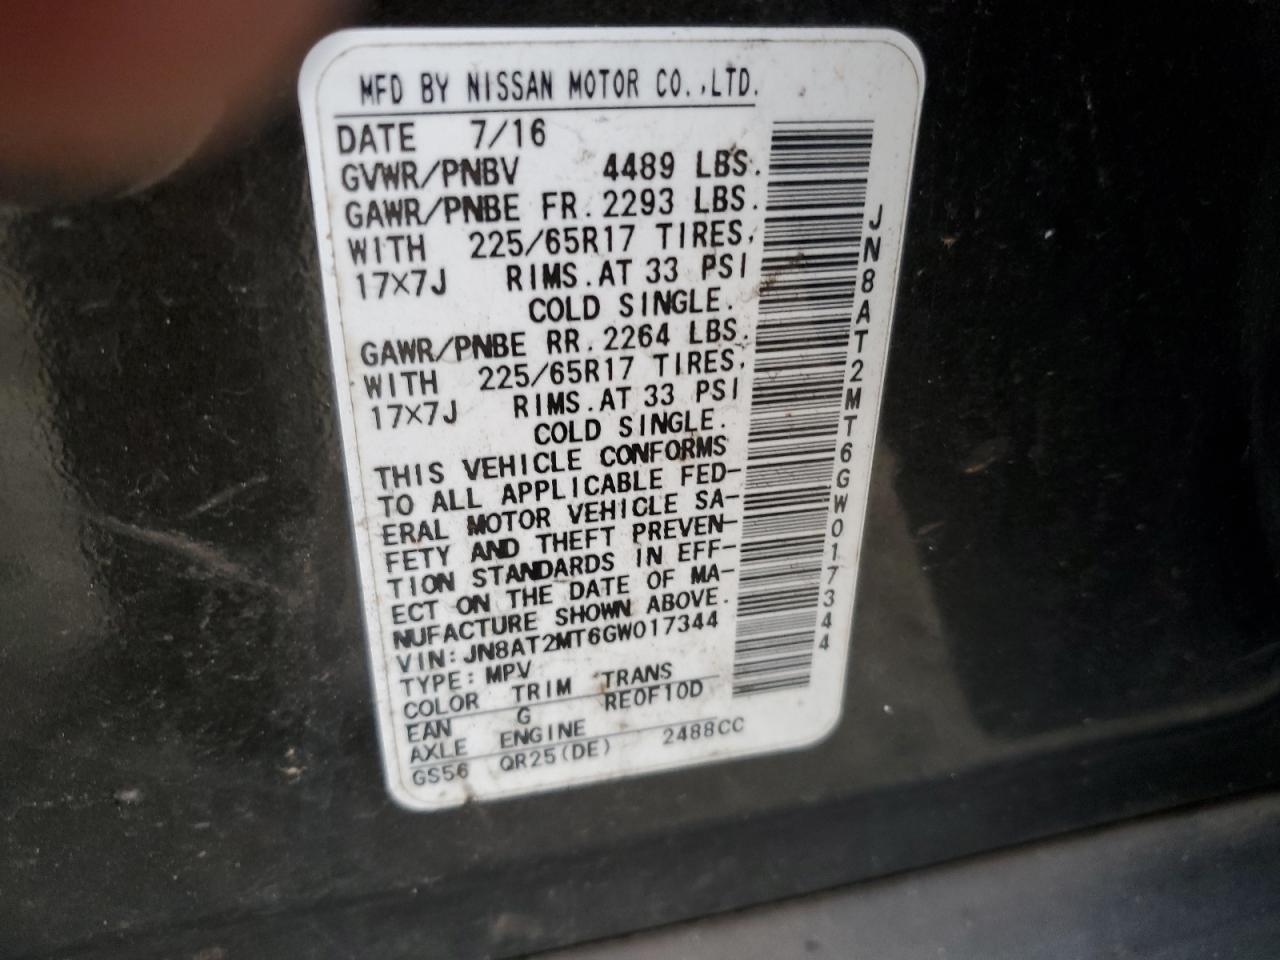 MFD BY NISSAN MOTOR CO.,LTD.
DATE 7/16
GVWR/PNBV 4489 LBS.
GAWR/PNBE FR. 2293 LBS.
WITH 225/65R17 TIRES,
17×7J RIMS. AT 33 PSI
COLD SINGLE.
GAWR/PNBE RR. 2264 LBS.
WITH 225/65R17 TIRES,
17×7J RIMS. AT 33 PSI
COLD SINGLE.
THIS VEHICLE CONFORMS
TO ALL APPLICABLE FED-
ERAL MOTOR VEHICLE SA-
FETY AND THEFT PREVEN-
TION STANDARDS IN EFF-
ECT ON THE DATE OF MA-
NUFACTURE SHOWN ABOVE.
VIN: JN8AT2MT6GW017344
TYPE: MPV
COLOR TRIM TRANS
EAN G RE0F10D
AXLE ENGINE
GS56 QR25(DE) 2488CC
JN8AT2MT6GW017344